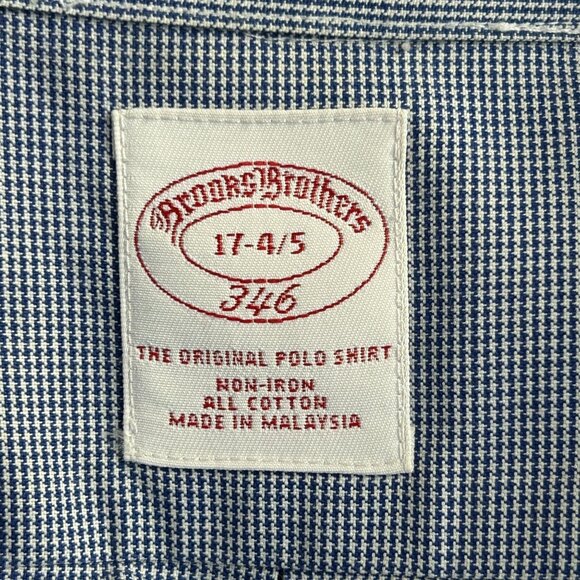 Brooks Brothers
17-4/5
346
THE ORIGINAL POLO SHIRT
NON-IRON
ALL COTTON
MADE IN MALAYSIA